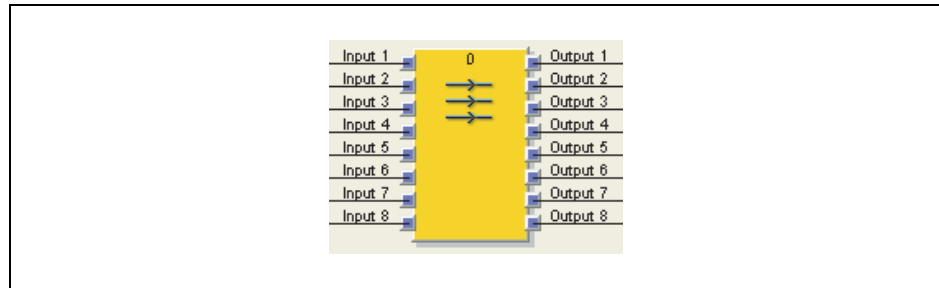 Input 1 0 Output 1
Input 2 Output 2
Input 3 Output 3
Input 4 Output 4
Input 5 Output 5
Input 6 Output 6
Input 7 Output 7
Input 8 Output 8